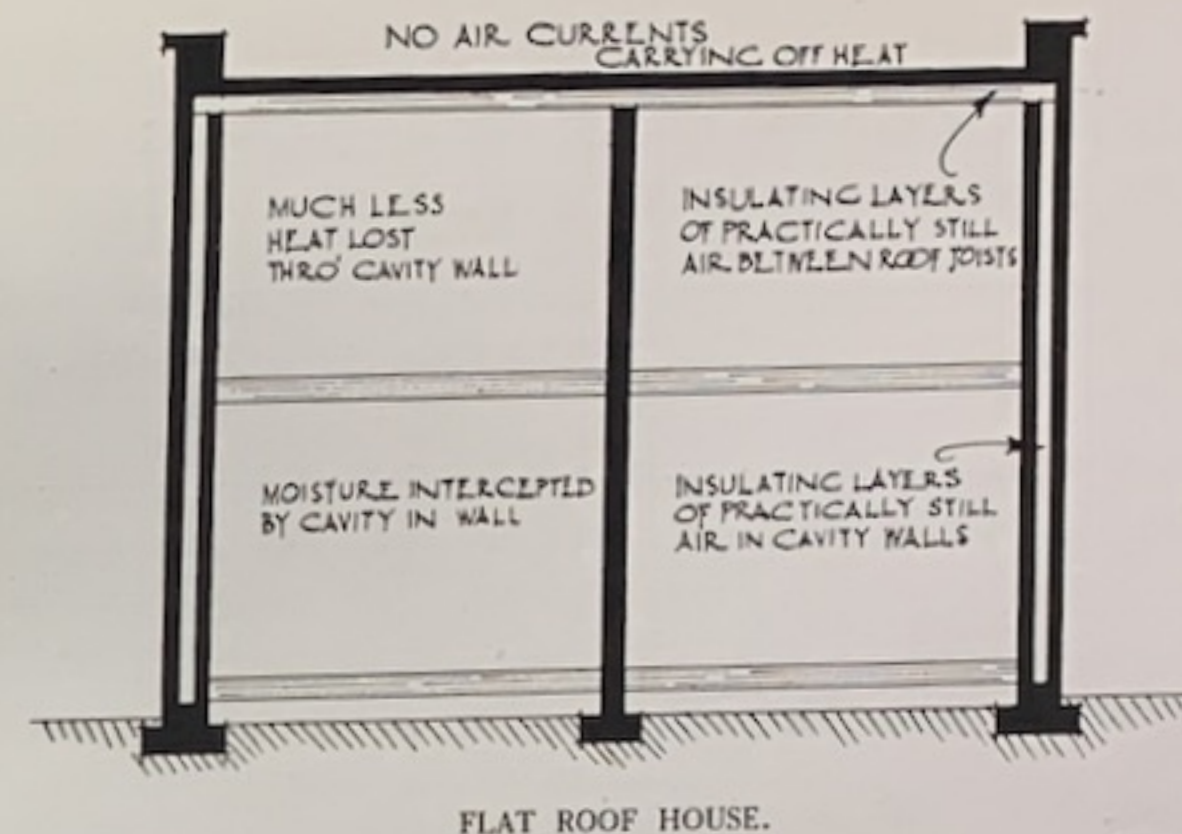 NO AIR CURRENTS
CARRYING OFF HEAT
MUCH LESS
HEAT LOST
THRO' CAVITY WALL
INSULATING LAYERS
OF PRACTICALLY STILL
AIR BETWEEN ROOF JOISTS
MOISTURE INTERCEPTED
BY CAVITY IN WALL
INSULATING LAYERS
OF PRACTICALLY STILL
AIR IN CAVITY WALLS
FLAT ROOF HOUSE.